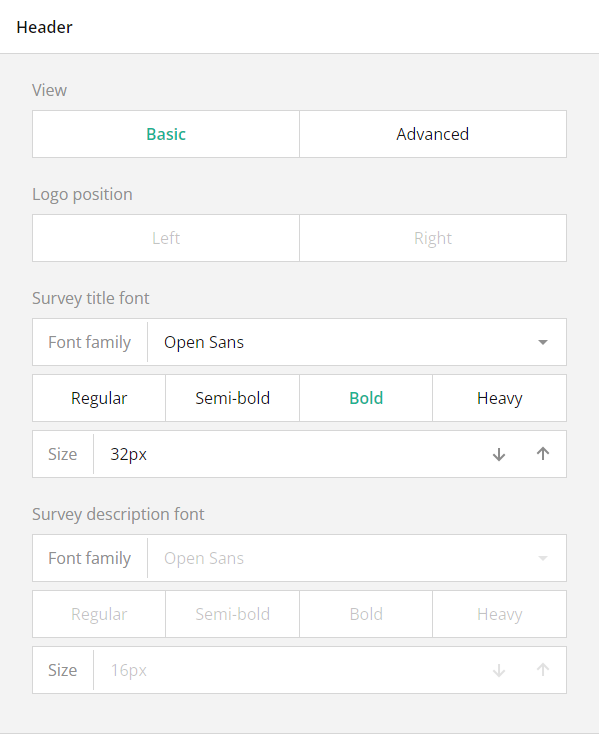 Header
View
Basic Advanced
Logo position
Left Right
Survey title font
Font family Open Sans
Regular Semi-bold Bold Heavy
Size 32px
Survey description font
Font family Open Sans
Regular Semi-bold Bold Heavy
Size 16px